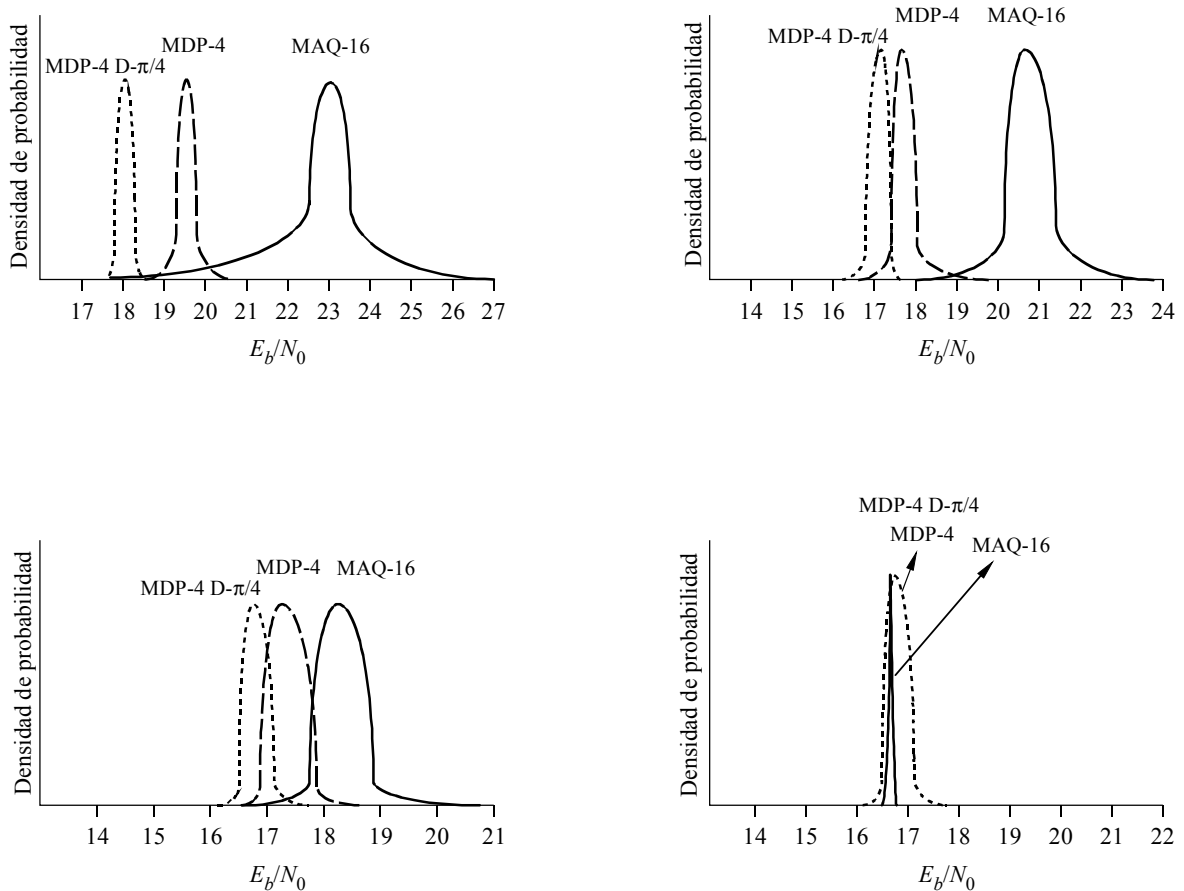 Densidad de probabilidad
MDP-4 D-π/4
MDP-4
MAQ-16
17 18 19 20 22 23 24 25 26 27
E_b/N_0
Densidad de probabilidad
MDP-4 D-π/4
MDP-4
MAQ-16
14 15 16 17 18 19 20 21 22 23 24
E_b/N_0
Densidad de probabilidad
MDP-4 D-π/4
MDP-4
MAQ-16
14 15 16 17 18 19 20 21
E_b/N_0
Densidad de probabilidad
MDP-4 D-π/4
MDP-4
MAQ-16
14 15 16 17 18 19 20 21 22
E_b/N_0